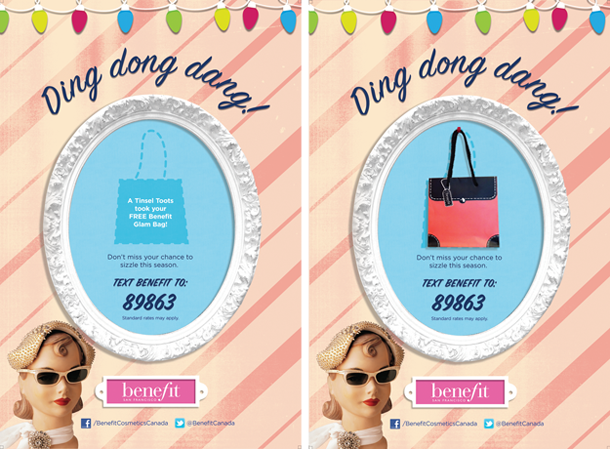 Ding dong dang!
A Tinsel Toots
took your
FREE Benefit
Glam Bag!
Don't miss your chance to
sizzle this season.
TEXT BENEFIT TO:
89863
Standard rates may apply.
benefit
SAN FRANCISCO
/BenefitCosmeticsCanada @BenefitCanada
Ding dong dang!
Don't miss your chance to
sizzle this season.
TEXT BENEFIT TO:
89863
Standard rates may apply.
benefit
SAN FRANCISCO
/BenefitCosmeticsCanada @BenefitCanada